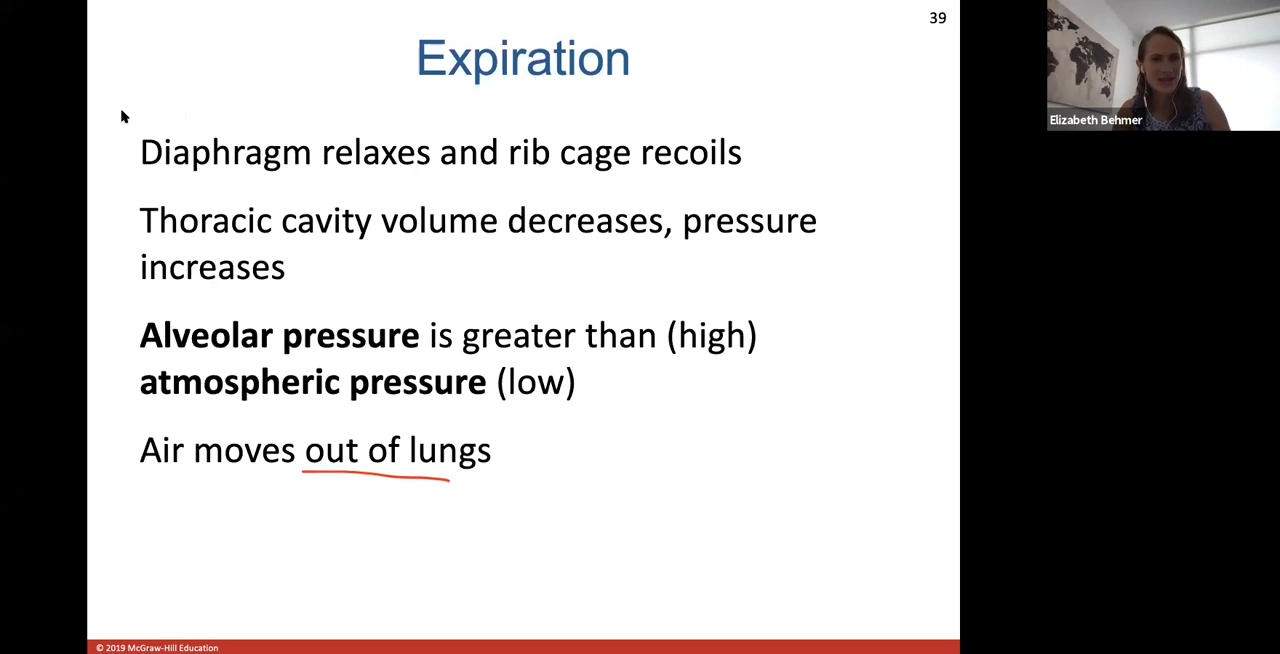 39
Expiration
Elizabeth Behmer
Diaphragm relaxes and rib cage recoils
Thoracic cavity volume decreases, pressure
increases
Alveolar pressure is greater than (high)
atmospheric pressure (low)
Air moves out of lungs
© 2019 McGraw-Hill Education